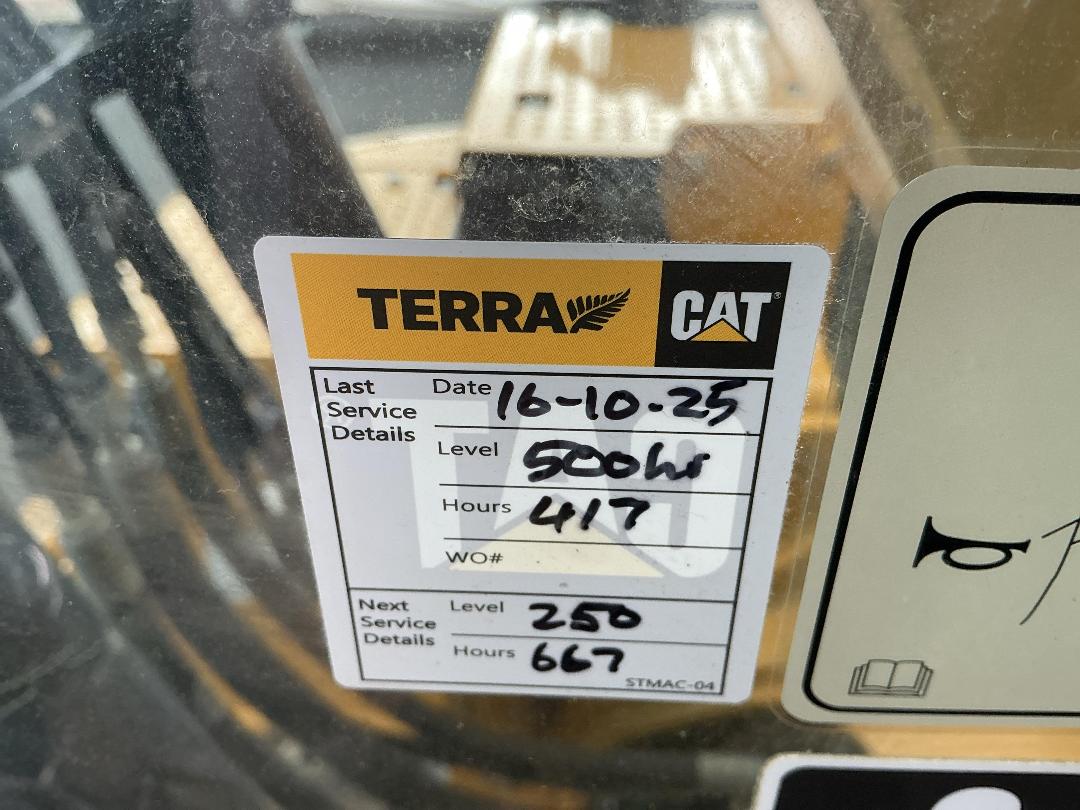 TERRA CAT®
Last Service Details
Date 16-10-25
Level 500hr
Hours 417
WO#
Next Service Details
Level 250
Hours 667
STMAC-04